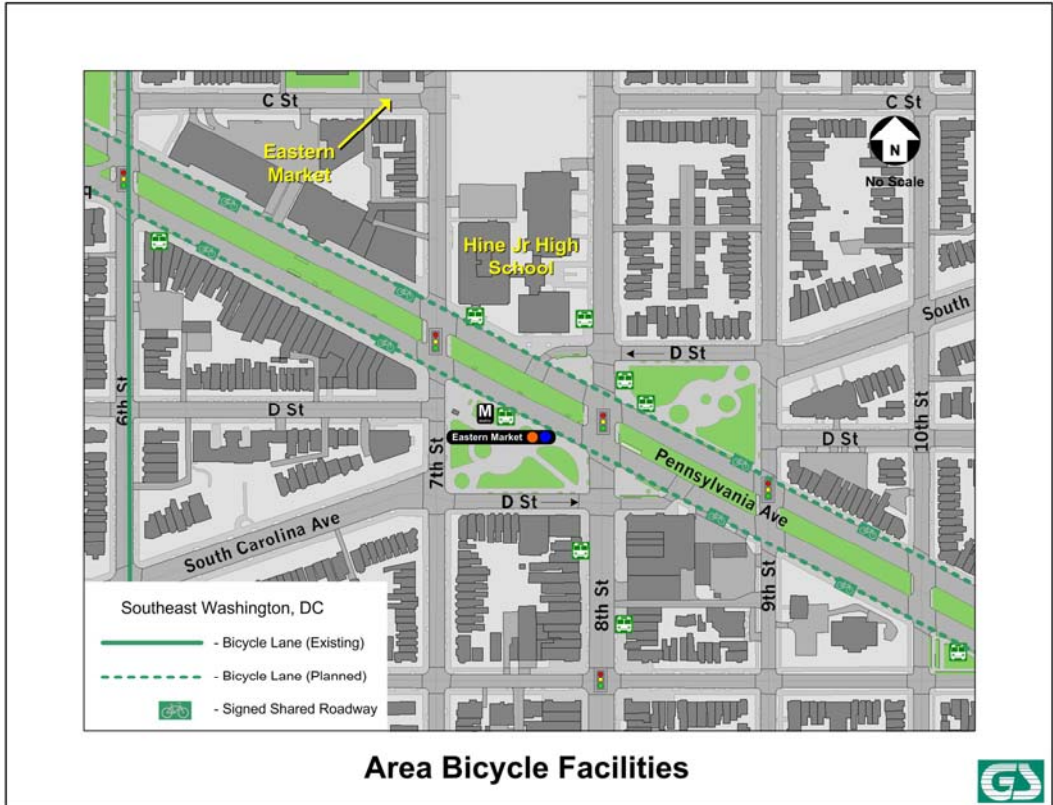 C St
C St
Eastern
Market
N
No Scale
Hine Jr High
School
South
D St
6th St
D St
M
Eastern Market
7th St
D St
10th St
D St
Pennsylvania Ave
South Carolina Ave
8th St
9th St
Southeast Washington, DC
- Bicycle Lane (Existing)
- Bicycle Lane (Planned)
- Signed Shared Roadway
Area Bicycle Facilities
GS